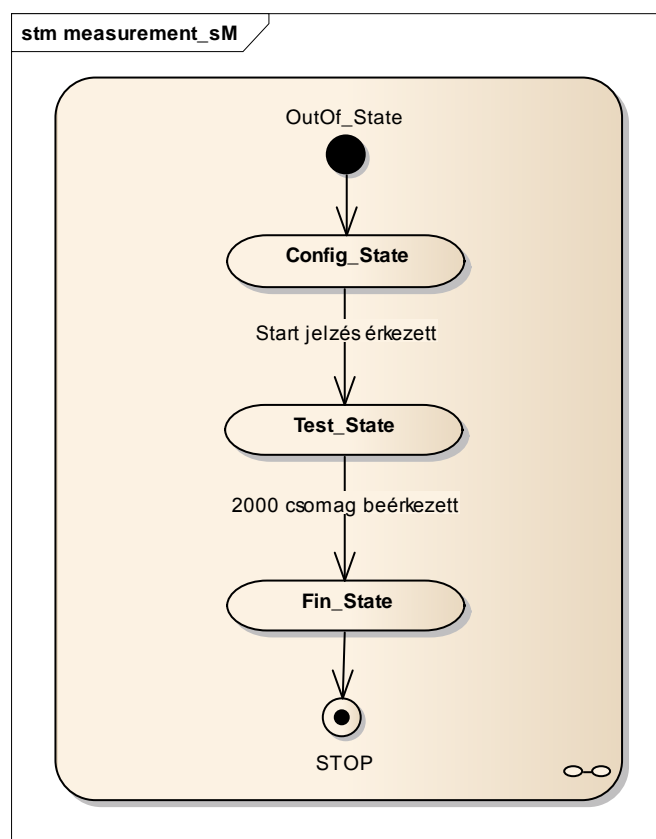 stm measurement_sM
OutOf_State
Config_State
Start jelzés érkezett
Test_State
2000 csomag beérkezett
Fin_State
STOP